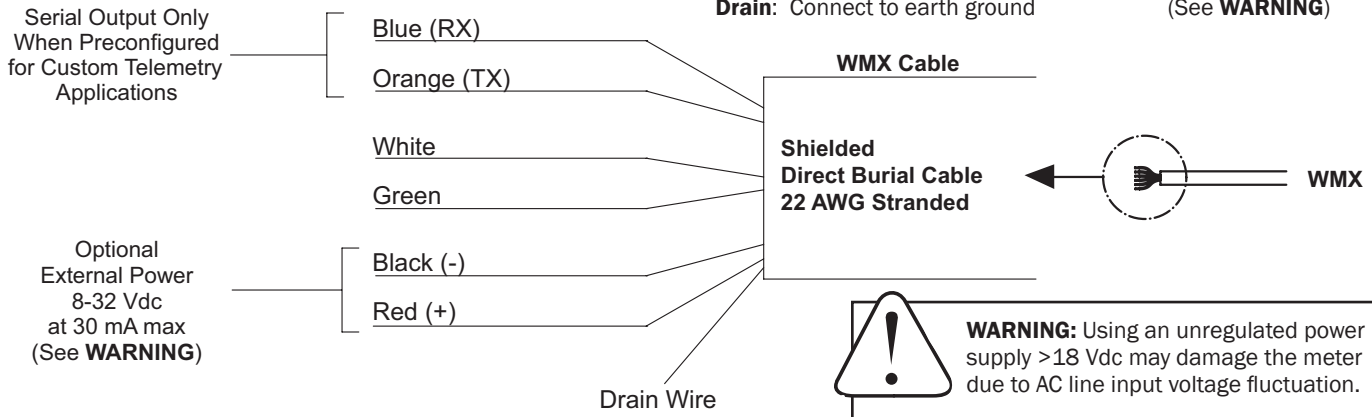 Drain: Connect to earth ground
(See WARNING)
Serial Output Only
When Preconfigured
for Custom Telemetry
Applications
Blue (RX)
Orange (TX)
White
Green
Optional
External Power
8-32 Vdc
at 30 mA max
(See WARNING)
Black (-)
Red (+)
Drain Wire
WMX Cable
Shielded
Direct Burial Cable
22 AWG Stranded
WMX
WARNING: Using an unregulated power
supply >18 Vdc may damage the meter
due to AC line input voltage fluctuation.